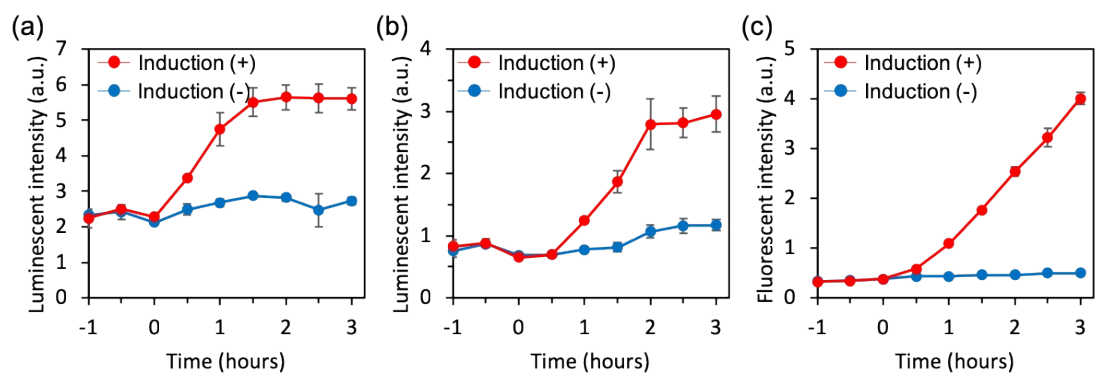 (a)
Luminescent intensity (a.u.)
7
6
5
4
3
2
1
0
Induction (+)
Induction (-)
-1
0
1
2
3
Time (hours)
(b)
Luminescent intensity (a.u.)
4
3
2
1
0
Induction (+)
Induction (-)
-1
0
1
2
3
Time (hours)
(c)
Fluorescent intensity (a.u.)
5
4
3
2
1
0
Induction (+)
Induction (-)
-1
0
1
2
3
Time (hours)